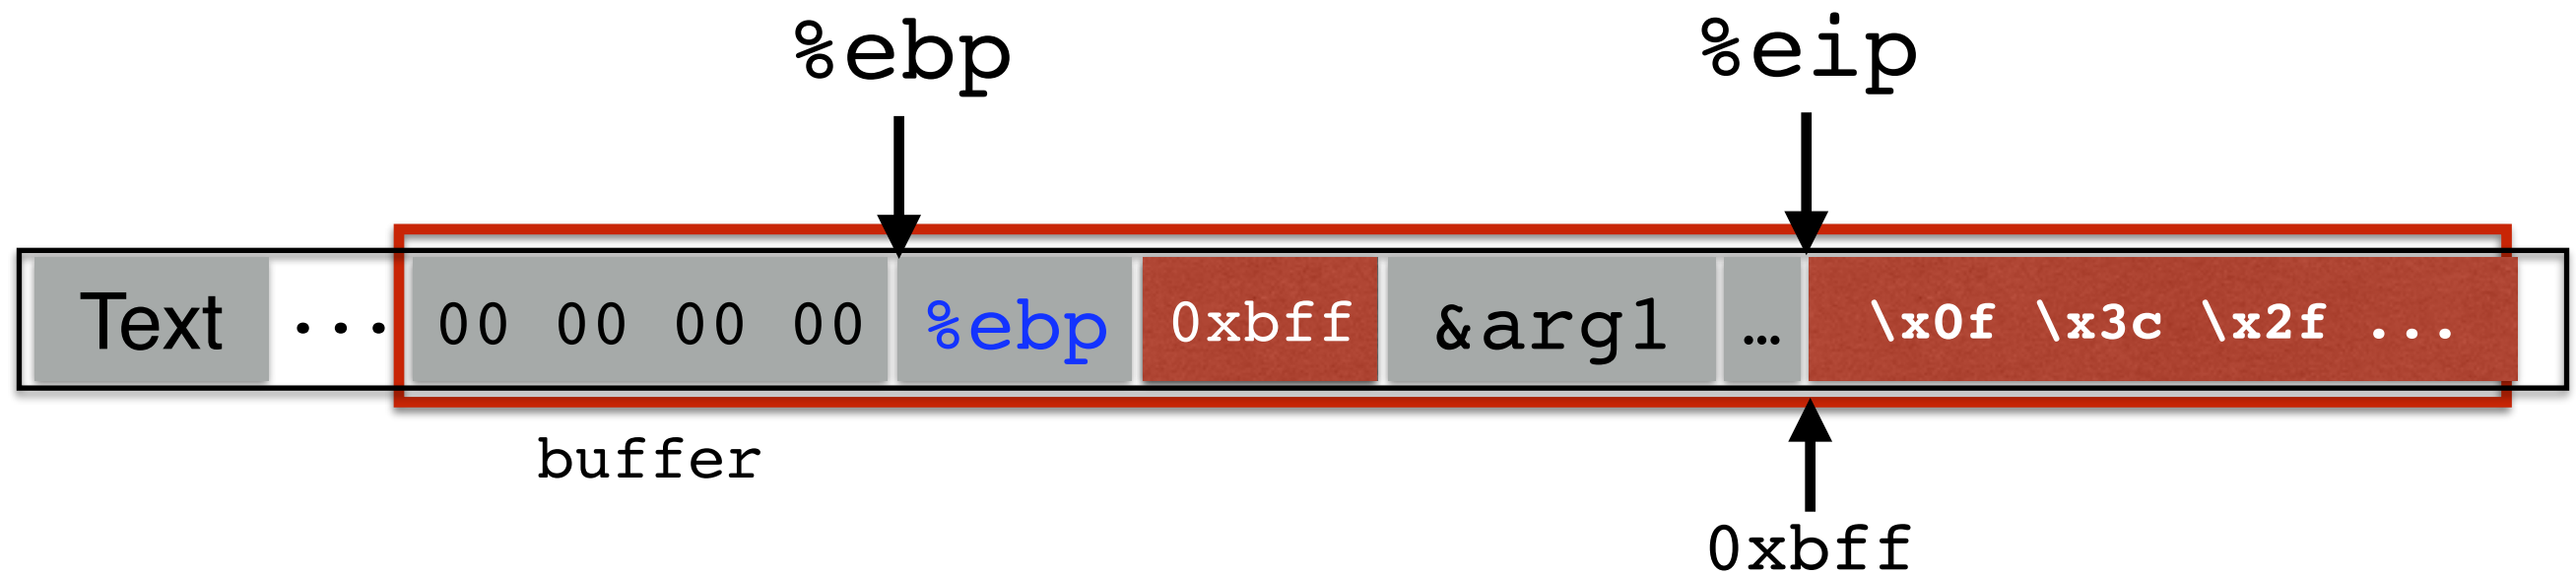 %ebp %eip
Text ... 00 00 00 00 %ebp 0xbff &arg1 ... \x0f \x3c \x2f ...
buffer
0xbff